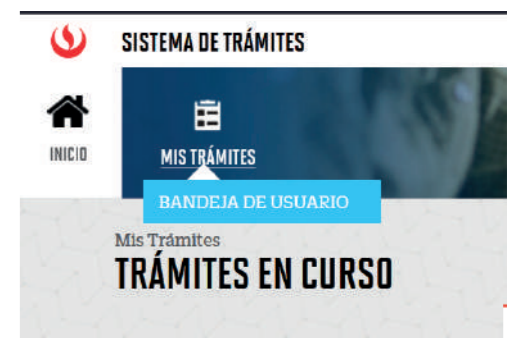 SISTEMA DE TRÁMITES
INICIO
MIS TRÁMITES
BANDEJA DE USUARIO
Mis Trámites
TRÁMITES EN CURSO